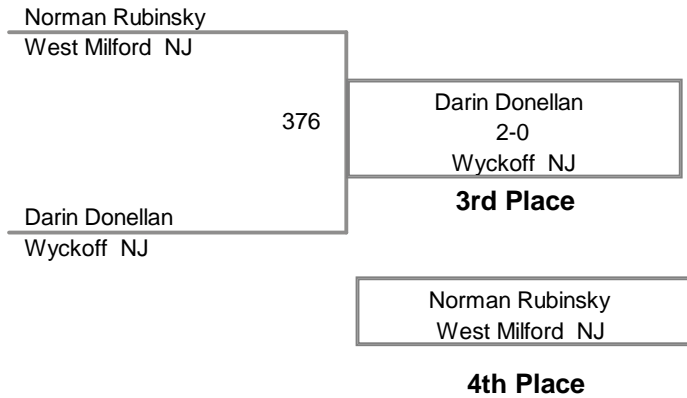 Norman Rubinsky
West Milford NJ
376
Darin Donellan
2-0
Wyckoff NJ
3rd Place
Darin Donellan
Wyckoff NJ
Norman Rubinsky
West Milford NJ
4th Place